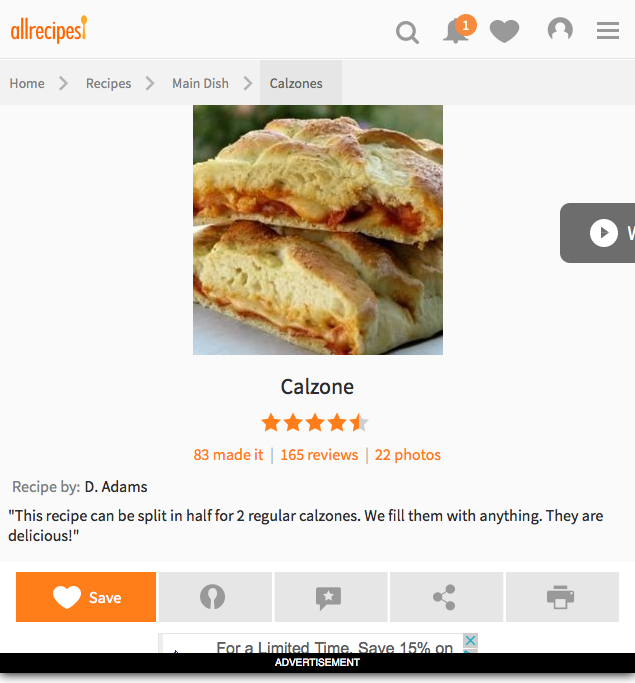 allrecipes
1
Home Recipes Main Dish Calzones
W
Calzone
83 made it | 165 reviews | 22 photos
Recipe by: D. Adams
"This recipe can be split in half for 2 regular calzones. We fill them with anything. They are
delicious!"
Save
For a Limited Time, Save 15% on
ADVERTISEMENT